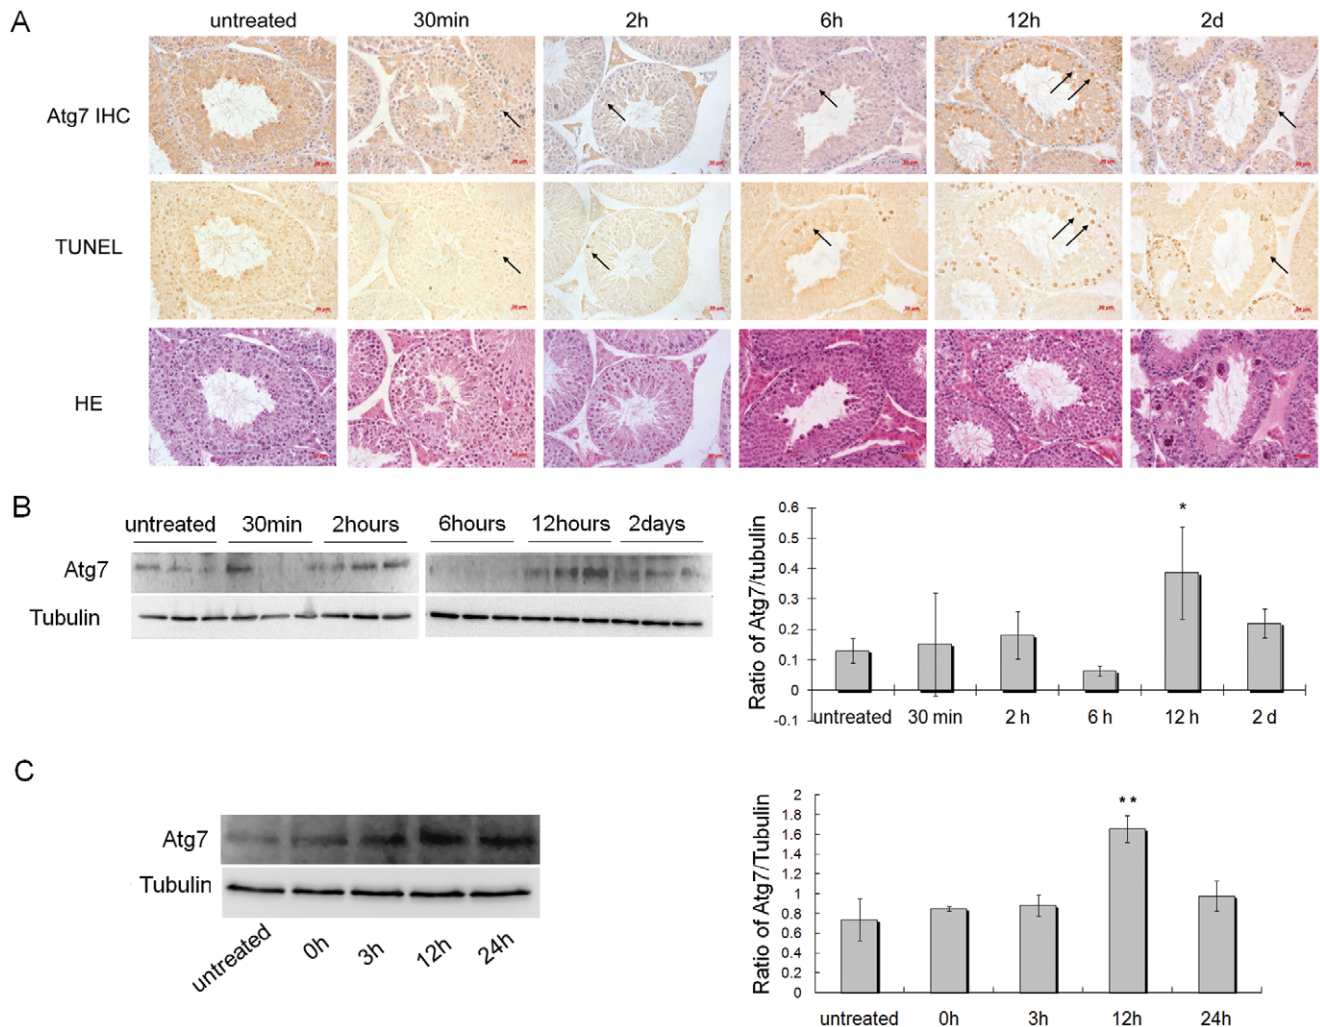 A
untreated 30min 2h 6h 12h 2d
Atg7 IHC
TUNEL
HE
B
untreated 30min 2hours 6hours 12hours 2days
Atg7
Tubulin
Ratio of Atg7/tubulin
0.6
0.5
0.4
0.3
0.2
0.1
0
-0.1
*
untreated 30 min 2 h 6 h 12 h 2 d
C
Atg7
Tubulin
untreated 0h 3h 12h 24h
Ratio of Atg7/Tubulin
2
1.8
1.6
1.4
1.2
1
0.8
0.6
0.4
0.2
0
**
untreated 0h 3h 12h 24h